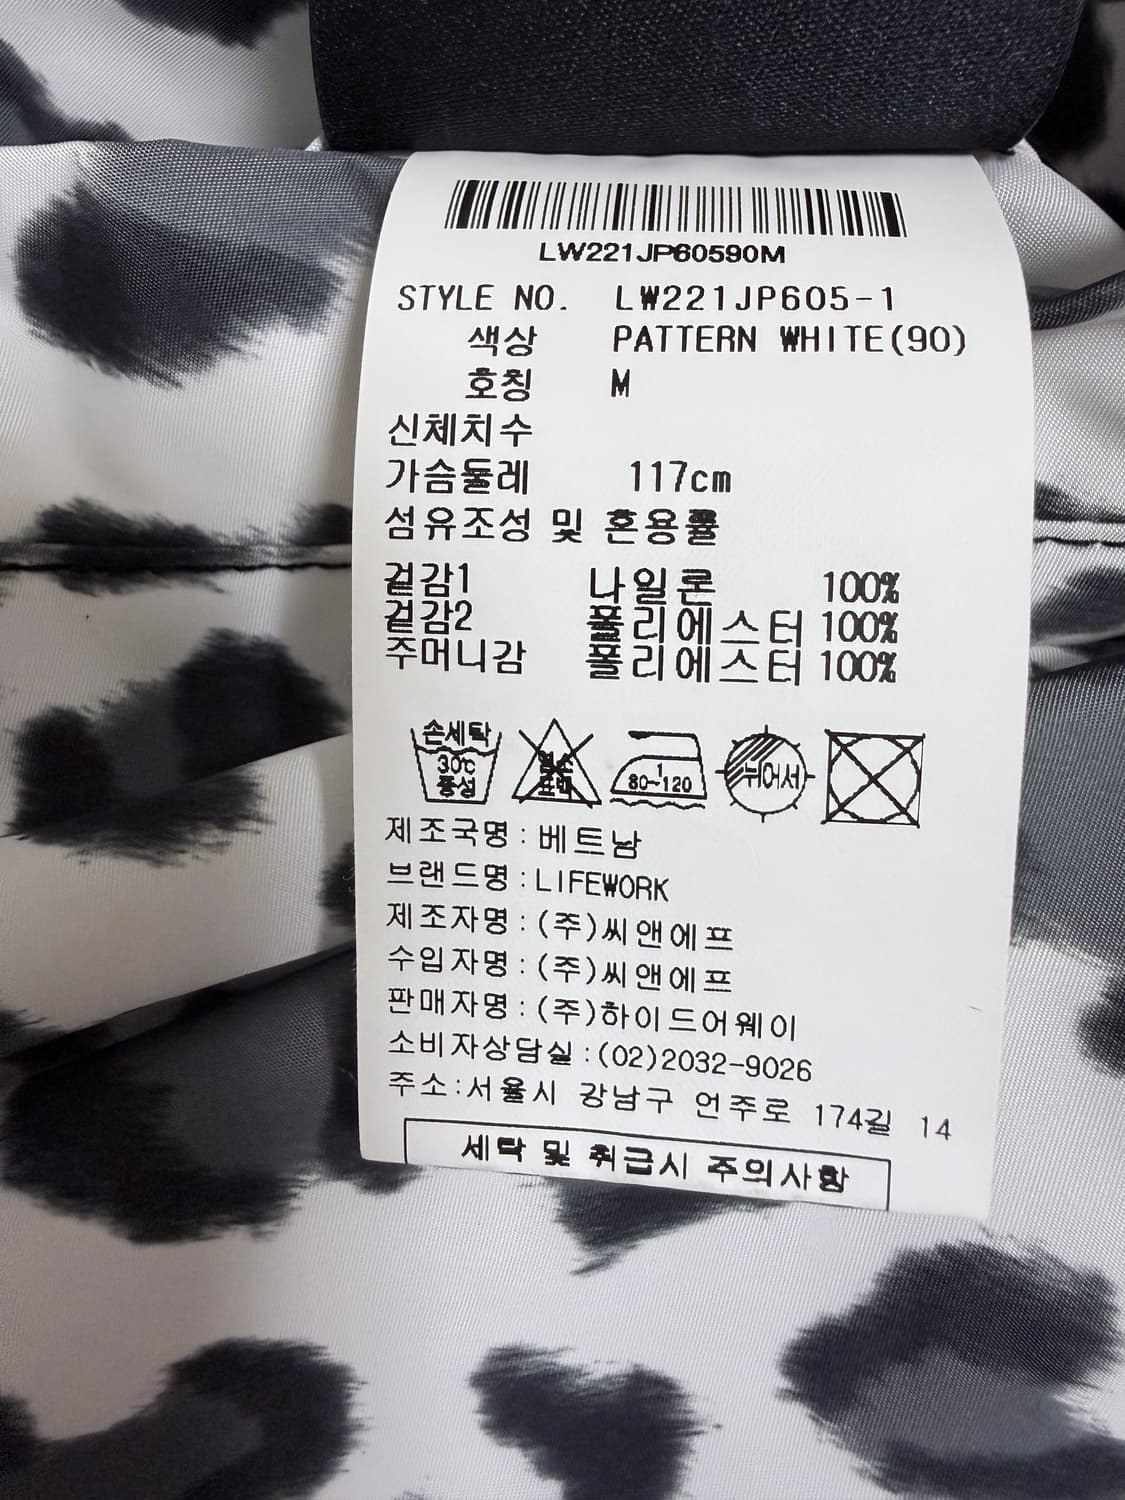 LW221JP60590M
STYLE NO. LW221JP605-1
색상 PATTERN WHITE(90)
호칭 M
신체치수
가슴둘레 117cm
섬유조성 및 혼용률
겉감1 나일론 100%
겉감2 폴리에스터 100%
주머니감 폴리에스터 100%
손세탁 30℃ 중성
염소 표백
1 80~120
뉘어서
제조국명:베트남
브랜드명:LIFEWORK
제조자명:(주)씨앤에프
수입자명:(주)씨앤에프
판매자명:(주)하이드어웨이
소비자상담실:(02)2032-9026
주소:서울시 강남구 언주로 174길 14
세탁 및 취급시 주의사항